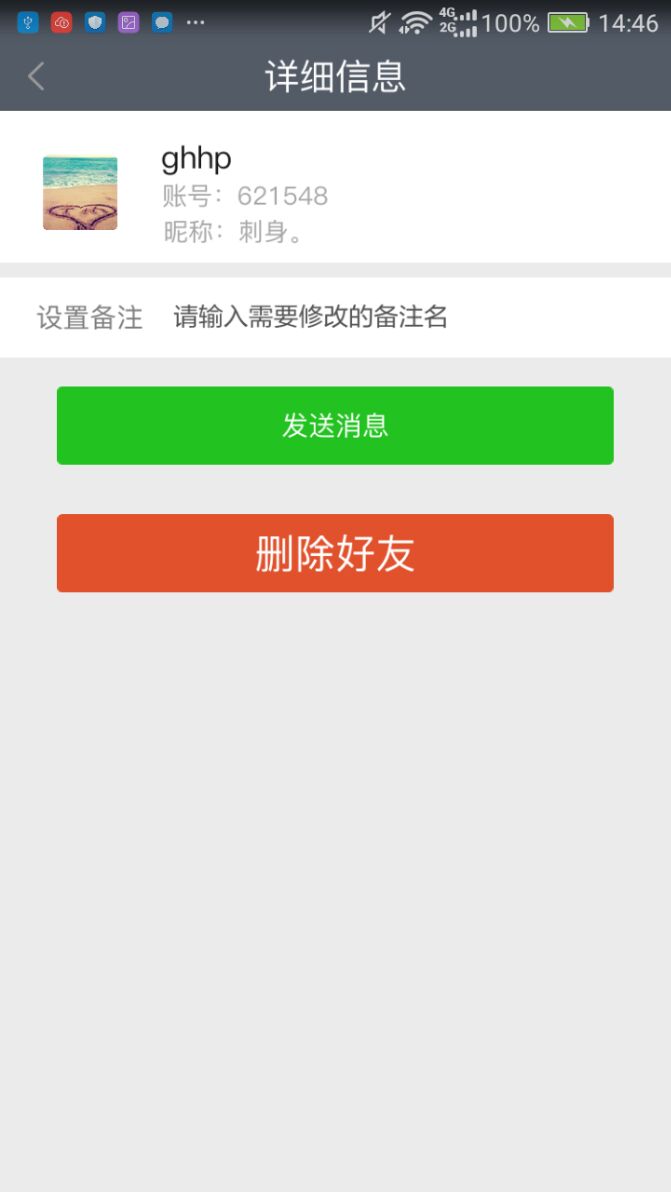 4G
2G
100%
14:46
详细信息
ghhp
账号：621548
昵称：刺身。
设置备注 请输入需要修改的备注名
发送消息
删除好友